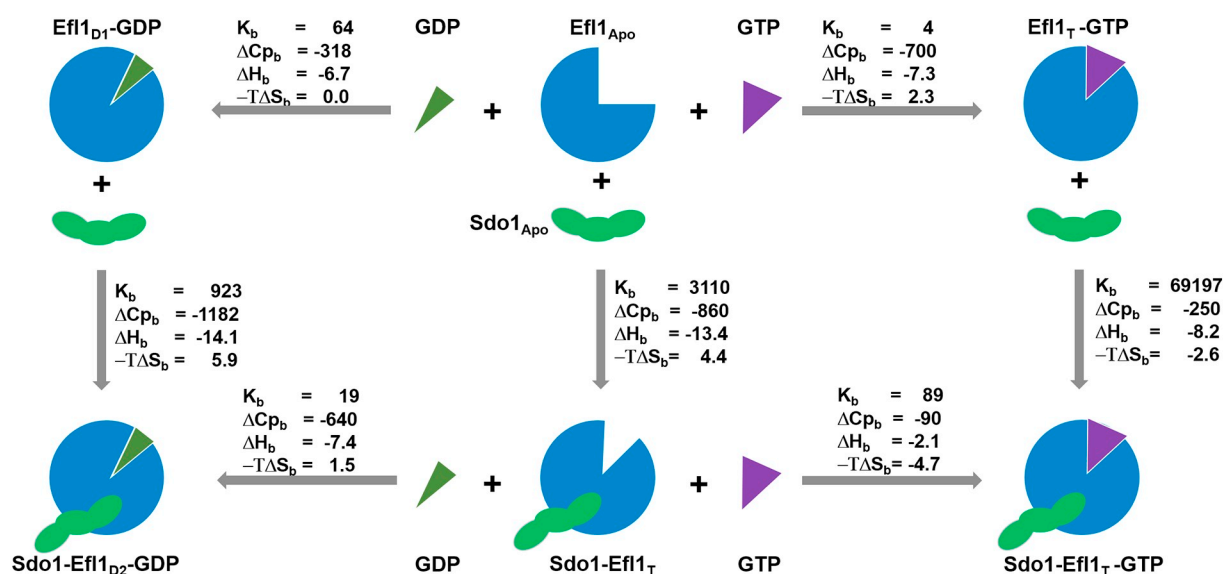 Efl1D1-GDP
Kb = 64
ΔCpb = -318
ΔHb = -6.7
−TΔSb = 0.0
GDP
Efl1Apo
GTP
Kb = 4
ΔCpb = -700
ΔHb = -7.3
−TΔSb = 2.3
Efl1T-GTP
+
+
+
+
+
Sdo1Apo
Kb = 923
ΔCpb = -1182
ΔHb = -14.1
−TΔSb = 5.9
Kb = 3110
ΔCpb = -860
ΔHb = -13.4
−TΔSb= 4.4
Kb = 69197
ΔCpb = -250
ΔHb = -8.2
−TΔSb= -2.6
Kb = 19
ΔCpb = -640
ΔHb = -7.4
−TΔSb = 1.5
+
+
Kb = 89
ΔCpb = -90
ΔHb = -2.1
−TΔSb = -4.7
Sdo1-Efl1D2-GDP
GDP
Sdo1-Efl1T
GTP
Sdo1-Efl1T-GTP